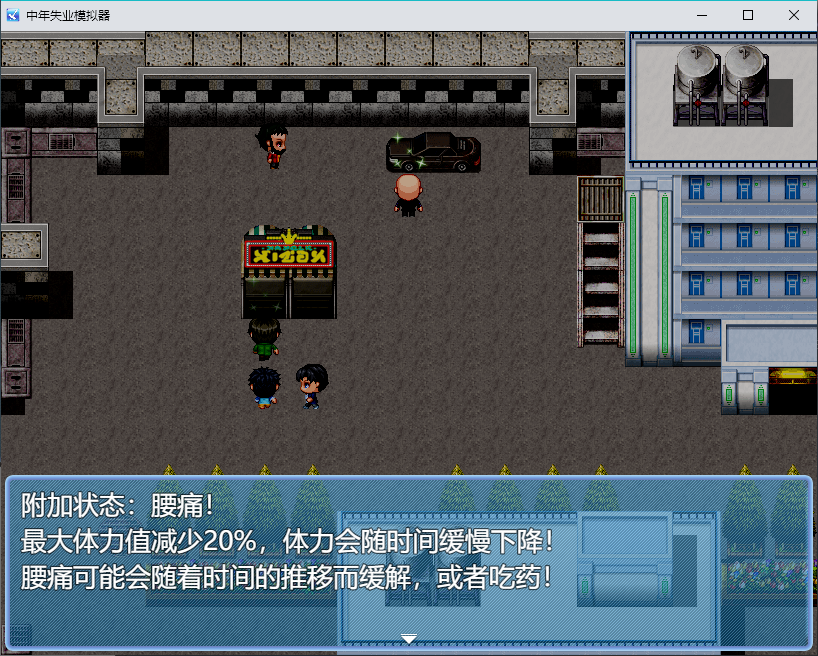 中年失业模拟器
附加状态：腰痛！
最大体力值减少20%，体力会随时间缓慢下降！
腰痛可能会随着时间的推移而缓解，或者吃药！